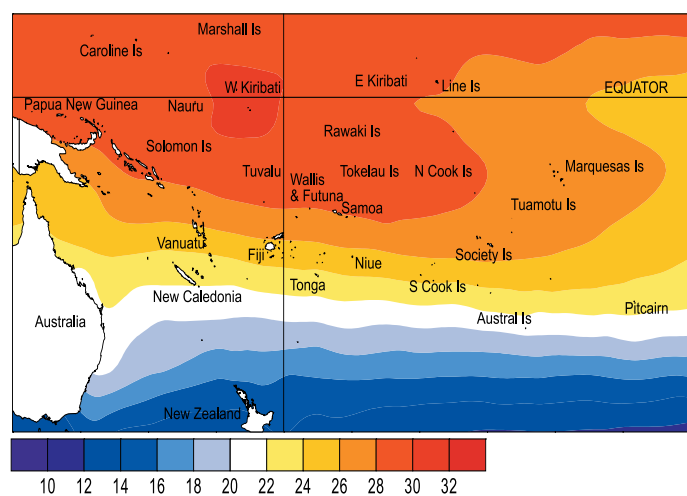 Marshall Is
Caroline Is
W Kiribati
E Kiribati
Line Is
EQUATOR
Papua New Guinea
Nauru
Rawaki Is
Solomon Is
Tuvalu
Wallis
& Futuna
Tokelau Is
N Cook Is
Marquesas Is
Samoa
Tuamotu Is
Vanuatu
Fiji
Niue
Society Is
New Caledonia
Tonga
S Cook Is
Pitcairn
Australia
Austral Is
New Zealand
10 12 14 16 18 20 22 24 26 28 30 32